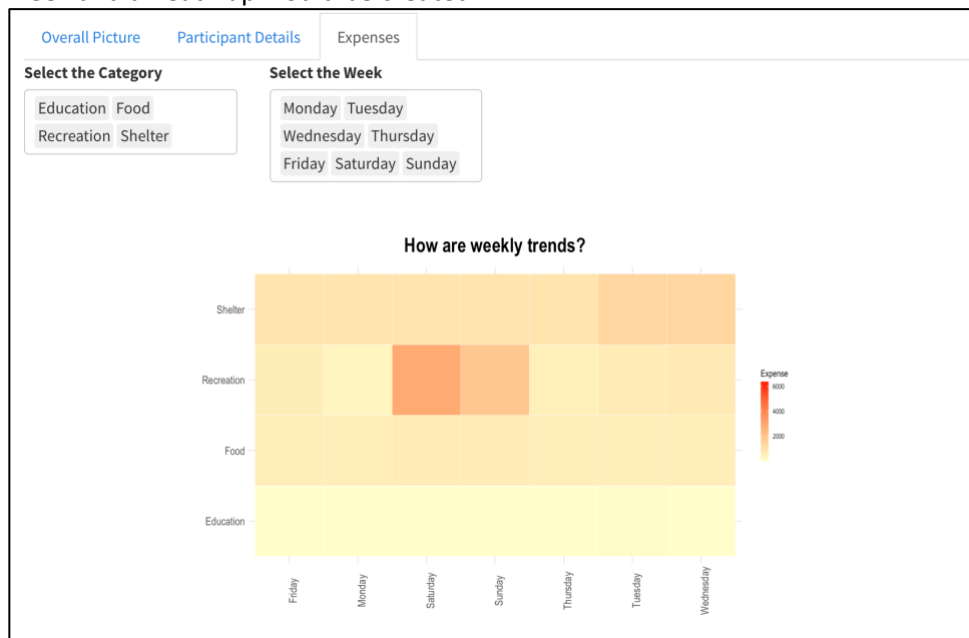 Overall Picture Participant Details Expenses
Select the Category Select the Week
Education Food Monday Tuesday
Recreation Shelter Wednesday Thursday
Friday Saturday Sunday
How are weekly trends?
Shelter
Recreation
Food
Education
Expense
6000
4000
2000
Friday Monday Saturday Sunday Thursday Tuesday Wednesday